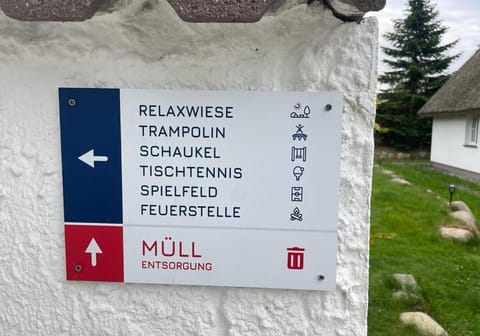 RELAXWIESE
TRAMPOLIN
SCHAUKEL
TISCHTENNIS
SPIELFELD
FEUERSTELLE
MÜLL
ENTSORGUNG